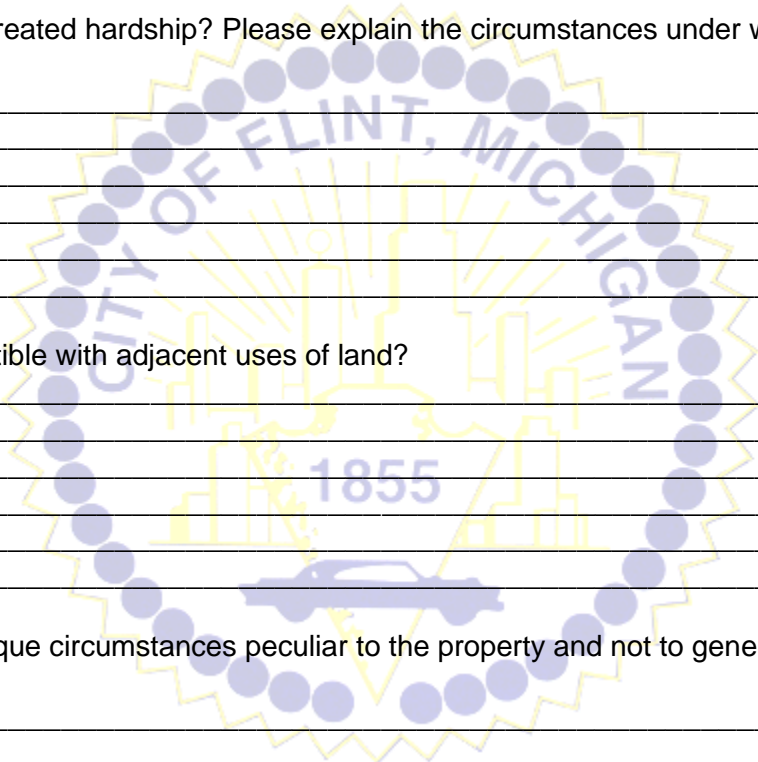 reated hardship? Please explain the circumstances under w
CITY OF FLINT, MICHIGAN
tible with adjacent uses of land?
1855
que circumstances peculiar to the property and not to gene